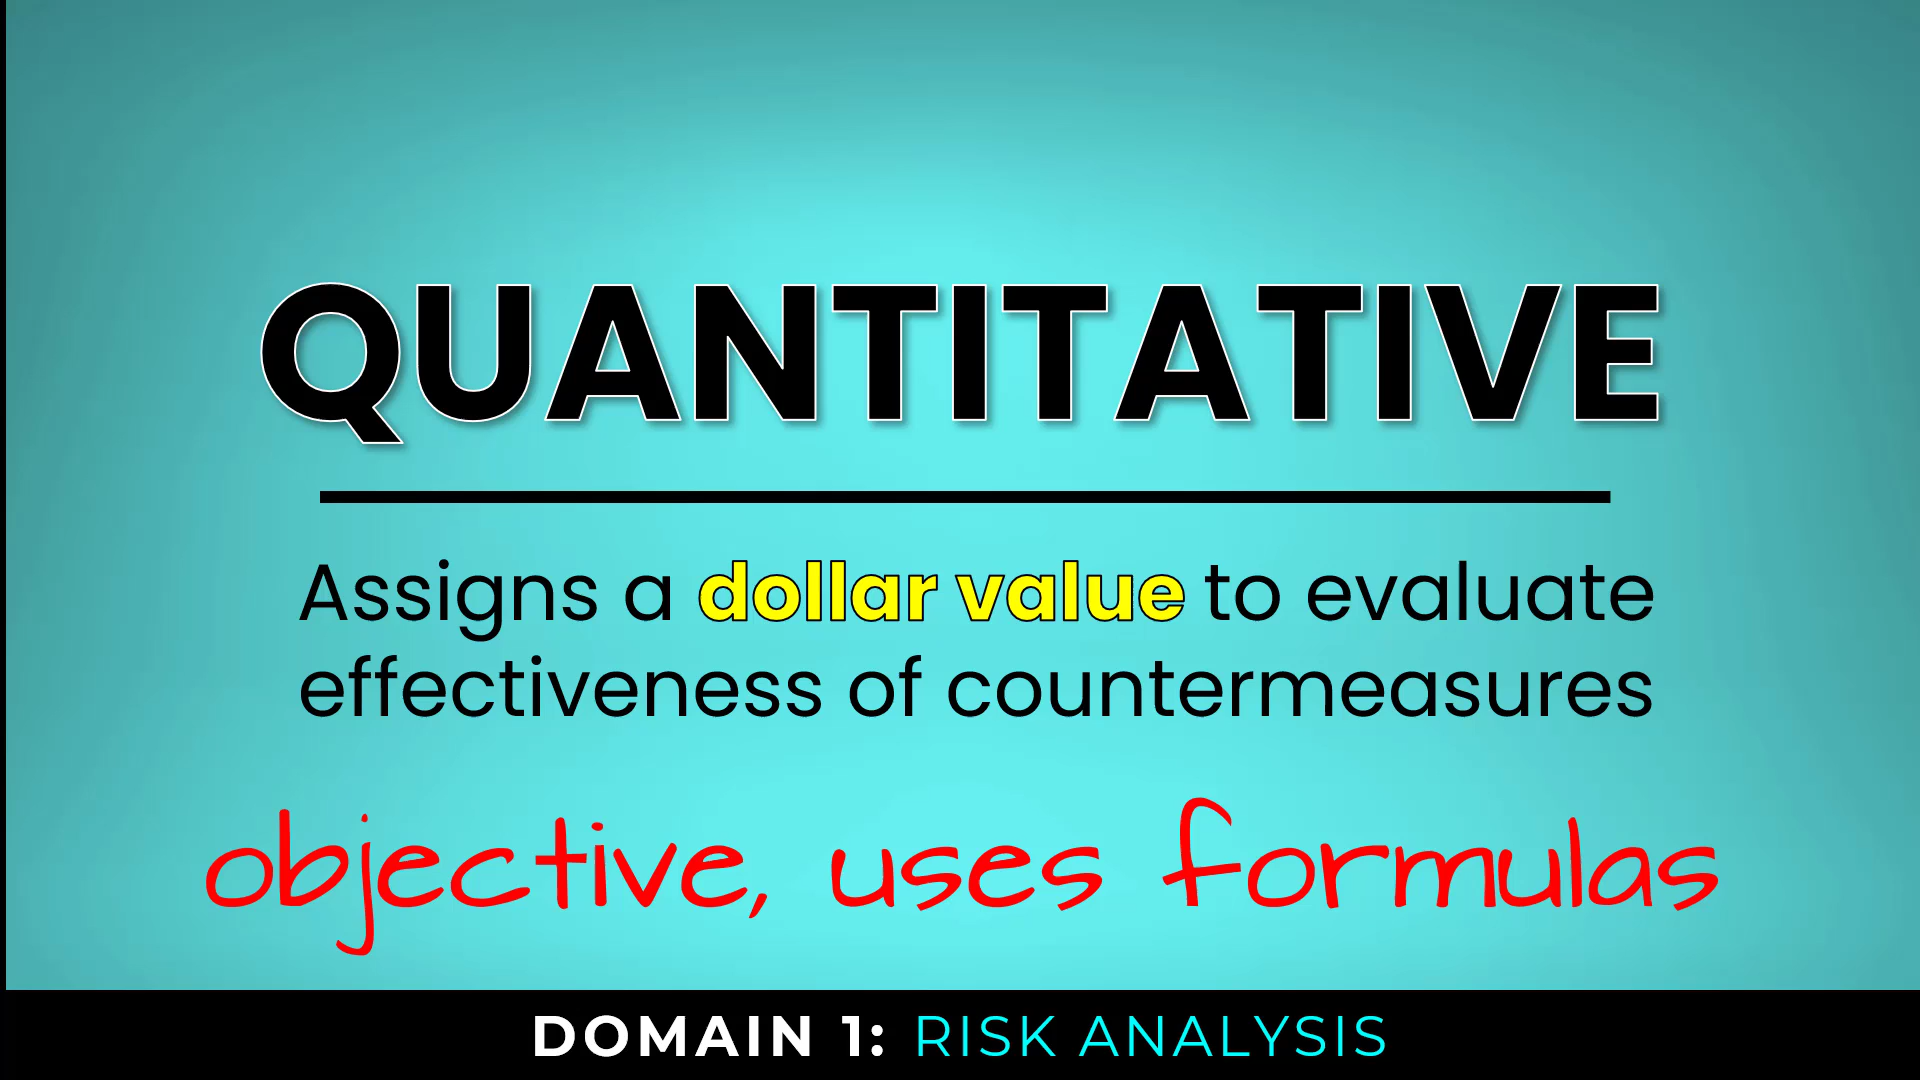 QUANTITATIVE
Assigns a dollar value to evaluate
effectiveness of countermeasures
objective, uses formulas
DOMAIN 1: RISK ANALYSIS